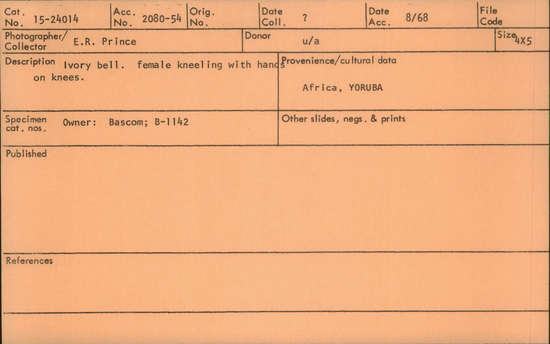 Cat. No. 15-24014 Acc. No. 2080-54 Orig. No. Date Coll. ? Date Acc. 8/68 File Code
Photographer/Collector E.R. Prince Donor u/a Size 4X5
Description Ivory bell. female kneeling with hands
on knees.
Provenience/cultural data
Africa, YORUBA
Specimen cat. nos. Owner: Bascom; B-1142
Other slides, negs. & prints
Published
References